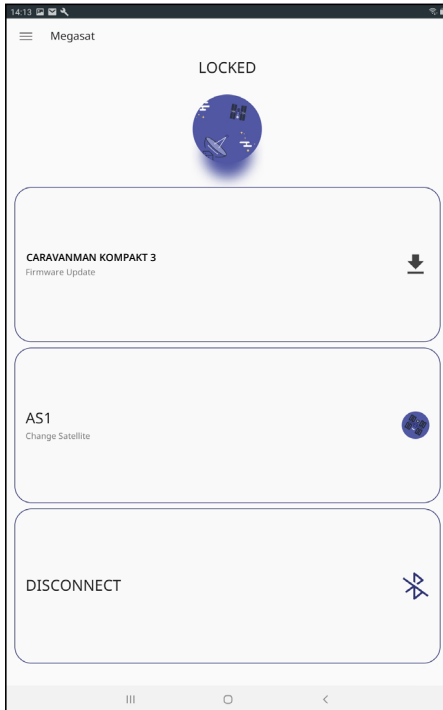 14:13
Megasat
LOCKED
CARAVANMAN KOMPAKT 3
Firmware Update
AS1
Change Satellite
DISCONNECT